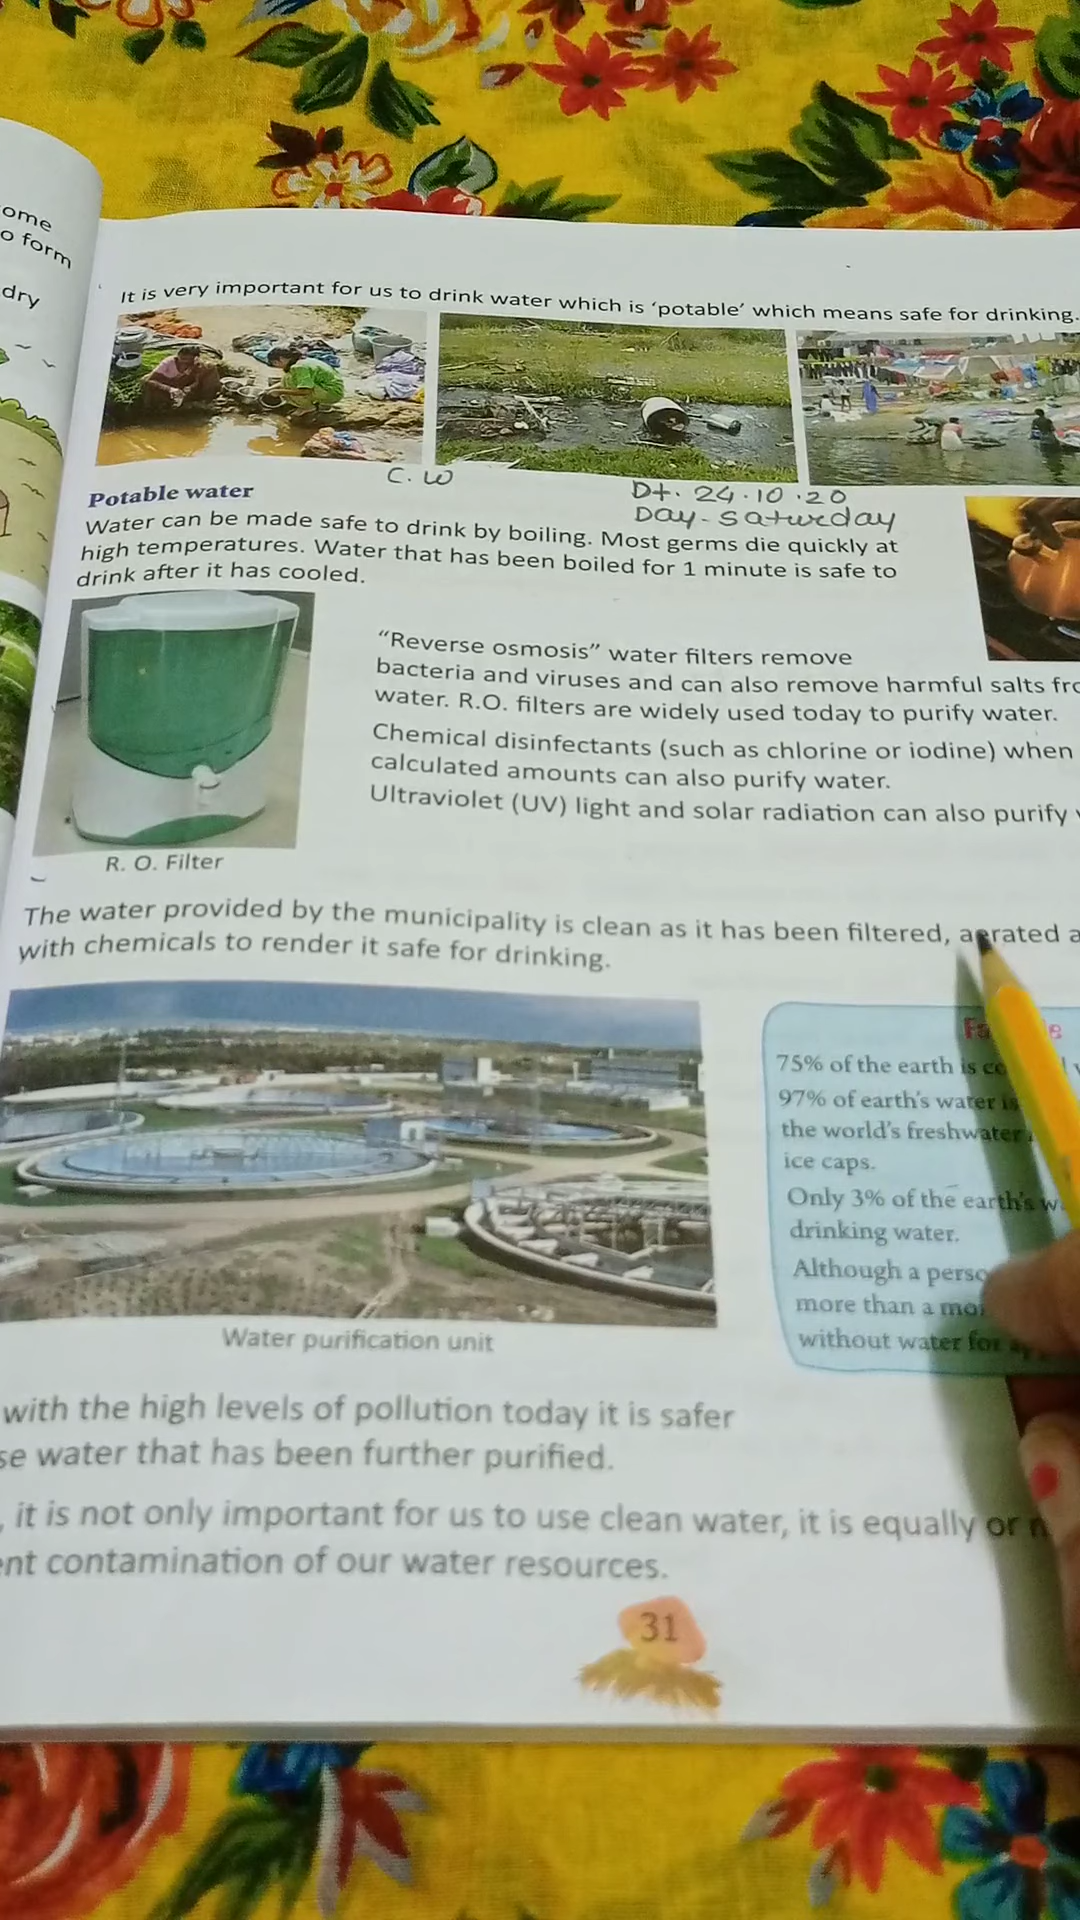 ome
o form
dry
It is very important for us to drink water which is ‘potable’ which means safe for drinking.
C. W
Dt. 24.10.20
Day - Saturday
Potable water
Water can be made safe to drink by boiling. Most germs die quickly at
high temperatures. Water that has been boiled for 1 minute is safe to
drink after it has cooled.
“Reverse osmosis” water filters remove
bacteria and viruses and can also remove harmful salts fro
water. R.O. filters are widely used today to purify water.
Chemical disinfectants (such as chlorine or iodine) when
calculated amounts can also purify water.
Ultraviolet (UV) light and solar radiation can also purify
R. O. Filter
The water provided by the municipality is clean as it has been filtered, aerated a
with chemicals to render it safe for drinking.
75% of the earth is co
97% of earth's water is
the world's freshwater
ice caps.
Only 3% of the earth's w
drinking water.
Although a perso
more than a mo
without water for
Water purification unit
with the high levels of pollution today it is safer
se water that has been further purified.
, it is not only important for us to use clean water, it is equally or
ent contamination of our water resources.
31